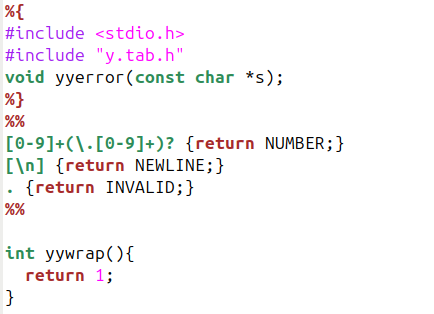 %{
#include <stdio.h>
#include "y.tab.h"
void yyerror(const char *s);
%}
%%
[0-9]+(\.[0-9]+)? {return NUMBER;}
[\n] {return NEWLINE;}
. {return INVALID;}
%%
int yywrap(){
  return 1;
}